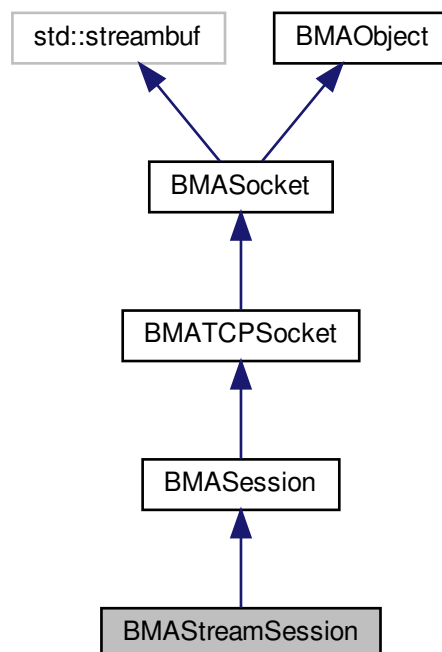 std::streambuf
BMAObject
BMASocket
BMATCPSocket
BMASession
BMAStreamSession